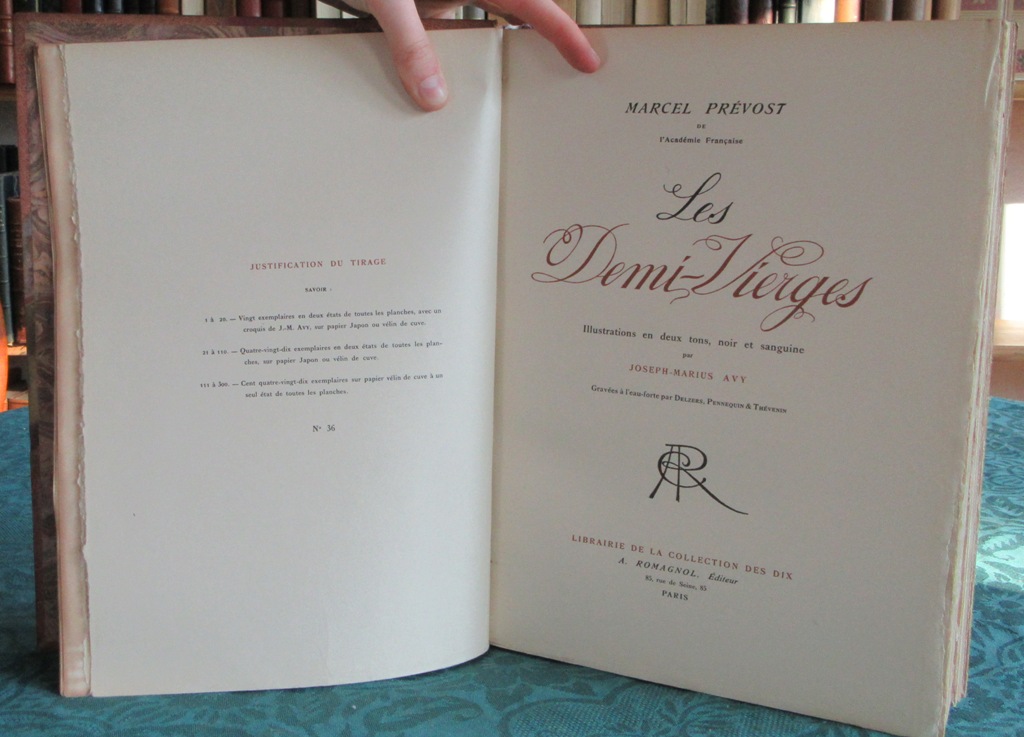 JUSTIFICATION DU TIRAGE
SAVOIR :
1 à 20. — Vingt exemplaires en deux états de toutes les planches, avec un
croquis de J.-M. Avy, sur papier Japon ou vélin de cuve.
21 à 110. — Quatre-vingt-dix exemplaires en deux états de toutes les plan-
ches, sur papier Japon ou vélin de cuve.
111 à 300. — Cent quatre-vingt-dix exemplaires sur papier vélin de cuve à un
seul état de toutes les planches.
N° 36
MARCEL PRÉVOST
DE
l'Académie Française
Les
Demi-Vierges
Illustrations en deux tons, noir et sanguine
par
JOSEPH-MARIUS AVY
Gravées à l'eau-forte par Delzers, Pennequin & Trévenin
LIBRAIRIE DE LA COLLECTION DES DIX
A. ROMAGNOL, Éditeur
85, rue de Seine, 85
PARIS